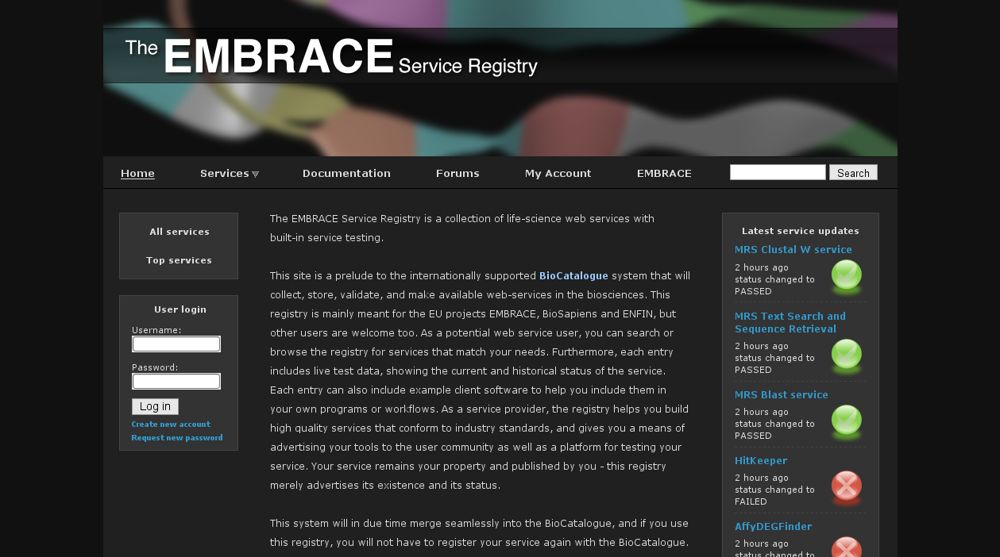 The EMBRACE Service Registry
Home
Services
Documentation
Forums
My Account
EMBRACE
Search
All services
Top services
User login
Username:
Password:
Log in
Create new account
Request new password
The EMBRACE Service Registry is a collection of life-science web services with
built-in service testing.
This site is a prelude to the internationally supported BioCatalogue system that will
collect, store, validate, and make available web-services in the biosciences. This
registry is mainly meant for the EU projects EMBRACE, BioSapiens and ENFIN, but
other users are welcome too. As a potential web service user, you can search or
browse the registry for services that match your needs. Furthermore, each entry
includes live test data, showing the current and historical status of the service.
Each entry can also include example client software to help you include them in
your own programs or workflows. As a service provider, the registry helps you build
high quality services that conform to industry standards, and gives you a means of
advertising your tools to the user community as well as a platform for testing your
service. Your service remains your property and published by you - this registry
merely advertises its existence and its status.
This system will in due time merge seamlessly into the BioCatalogue, and if you use
this registry, you will not have to register your service again with the BioCatalogue.
Latest service updates
MRS Clustal W service
2 hours ago
status changed to
PASSED
MRS Text Search and
Sequence Retrieval
2 hours ago
status changed to
PASSED
MRS Blast service
2 hours ago
status changed to
PASSED
HitKeeper
2 hours ago
status changed to
FAILED
AffyDEGFinder
2 hours ago
status changed to